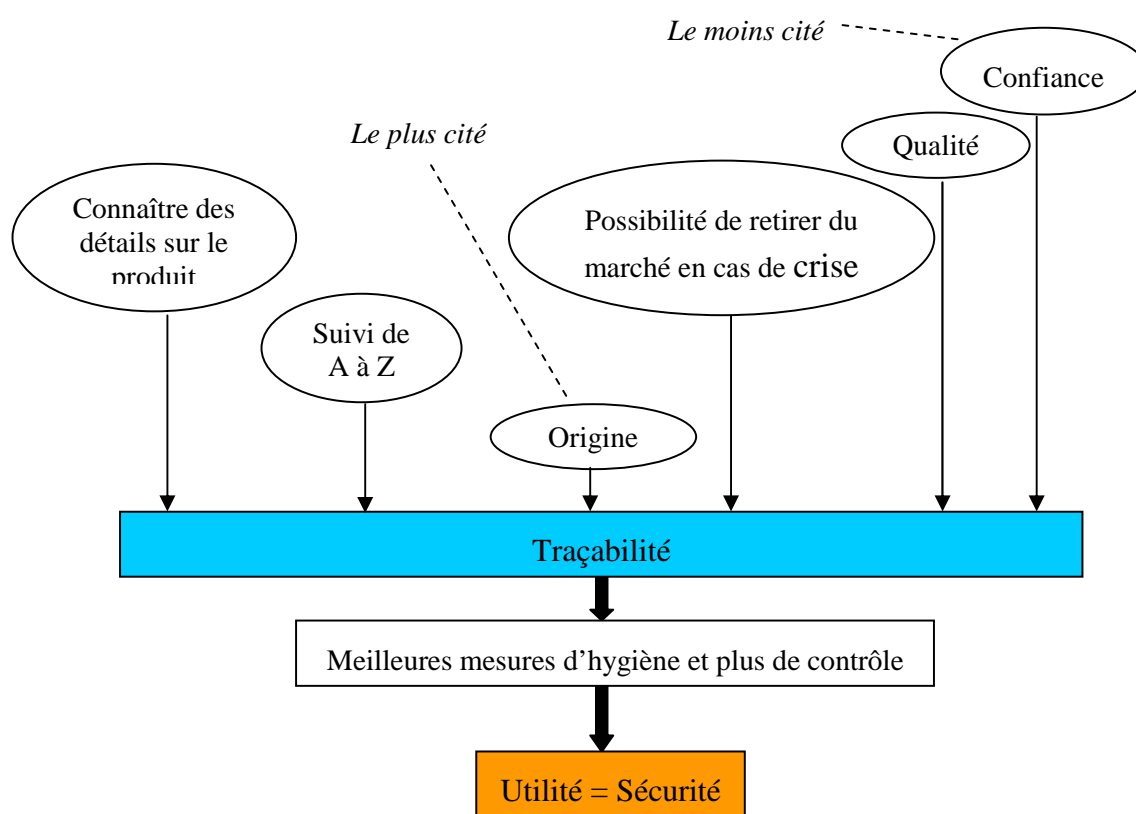 Le moins cité
Confiance
Le plus cité
Qualité
Connaître des
détails sur le
produit
Possibilité de retirer du
marché en cas de crise
Suivi de
A à Z
Origine
Traçabilité
Meilleures mesures d’hygiène et plus de contrôle
Utilité = Sécurité